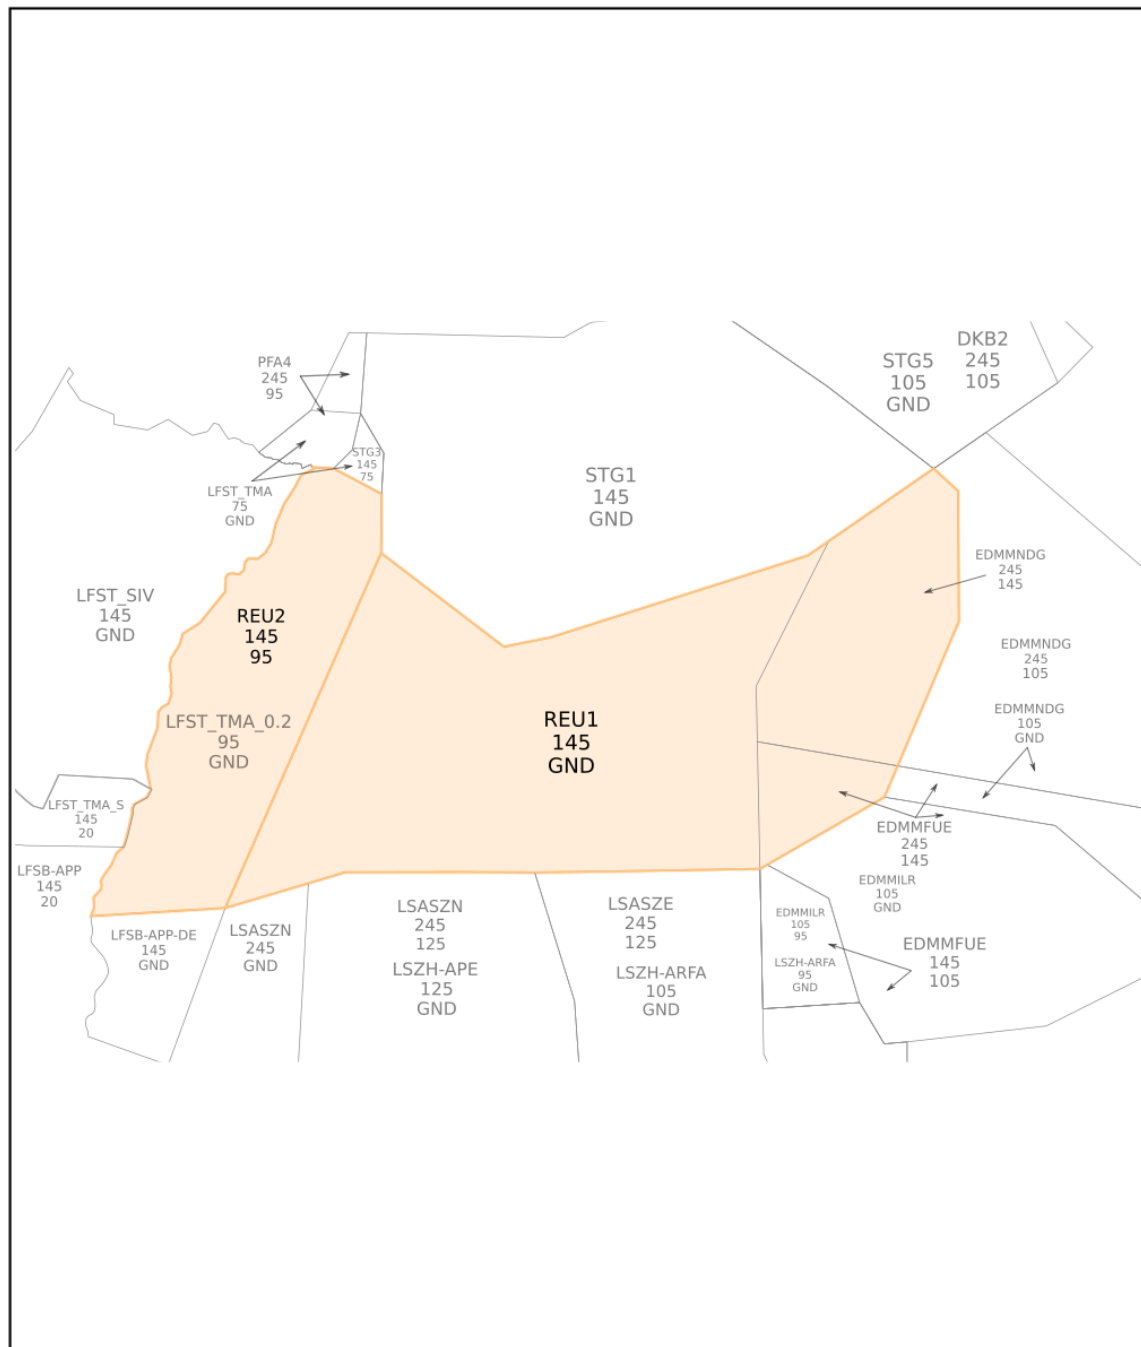 DKB2
245
105
STG5
105
GND
PFA4
245
95
STG3
145
75
STG1
145
GND
LFST_TMA
75
GND
EDMMNDG
245
145
LFST_SIV
145
GND
REU2
145
95
EDMMNDG
245
105
LFST_TMA_0.2
95
GND
REU1
145
GND
EDMMNDG
105
GND
LFST_TMA_S
145
20
EDMMFUE
245
145
LFSB-APP
145
20
EDMMILR
105
GND
LFSB-APP-DE
145
GND
LSASZN
245
GND
LSASZN
245
125
LSZH-APE
125
GND
LSASZE
245
125
LSZH-ARFA
105
GND
EDMMILR
105
95
LSZH-ARFA
95
GND
EDMMFUE
145
105